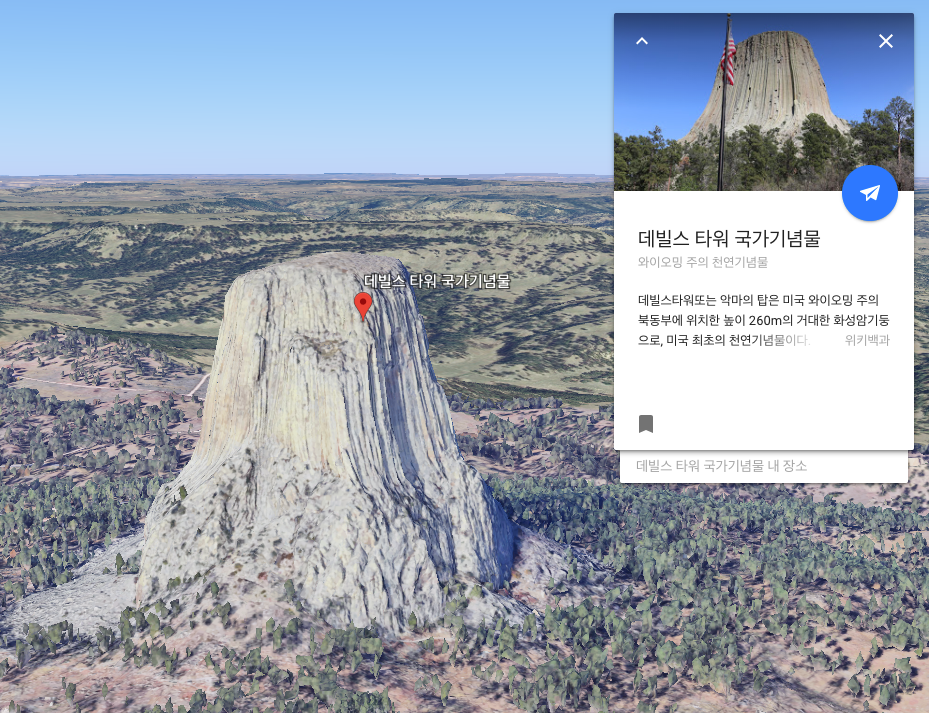 데빌스 타워 국가기념물
데빌스 타워 국가기념물
와이오밍 주의 천연기념물
데빌스타워또는 악마의 탑은 미국 와이오밍 주의
북동부에 위치한 높이 260m의 거대한 화성암기둥
으로, 미국 최초의 천연기념물이다. 위키백과
데빌스 타워 국가기념물 내 장소